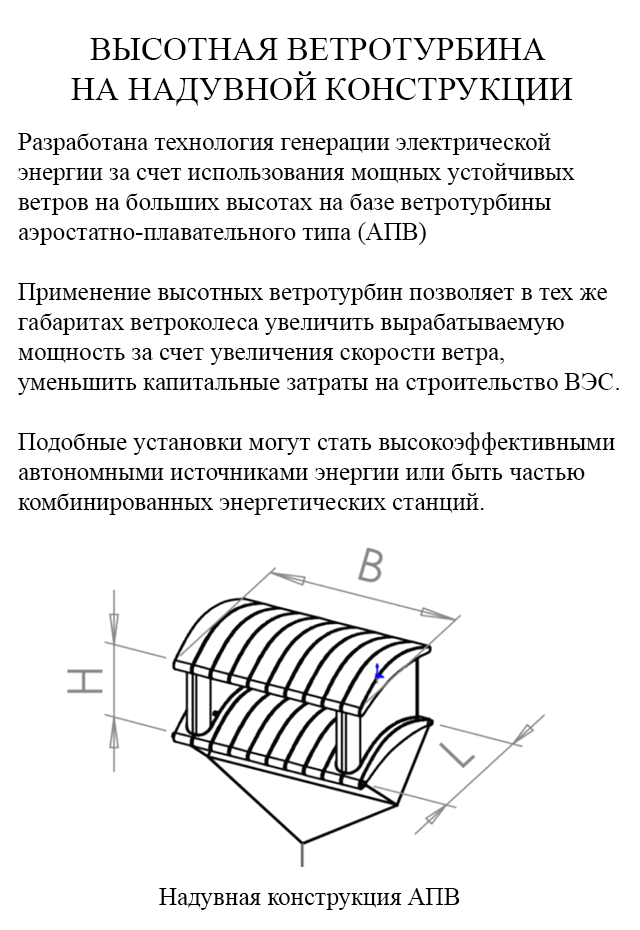 ВЫСОТНАЯ ВЕТРОТУРБИНА
НА НАДУВНОЙ КОНСТРУКЦИИ
Разработана технология генерации электрической
энергии за счет использования мощных устойчивых
ветров на больших высотах на базе ветротурбины
аэростатно-плавательного типа (АПВ)
Применение высотных ветротурбин позволяет в тех же
габаритах ветроколеса увеличить вырабатываемую
мощность за счет увеличения скорости ветра,
уменьшить капитальные затраты на строительство ВЭС.
Подобные установки могут стать высокоэффективными
автономными источниками энергии или быть частью
комбинированных энергетических станций.
B
H
L
Надувная конструкция АПВ